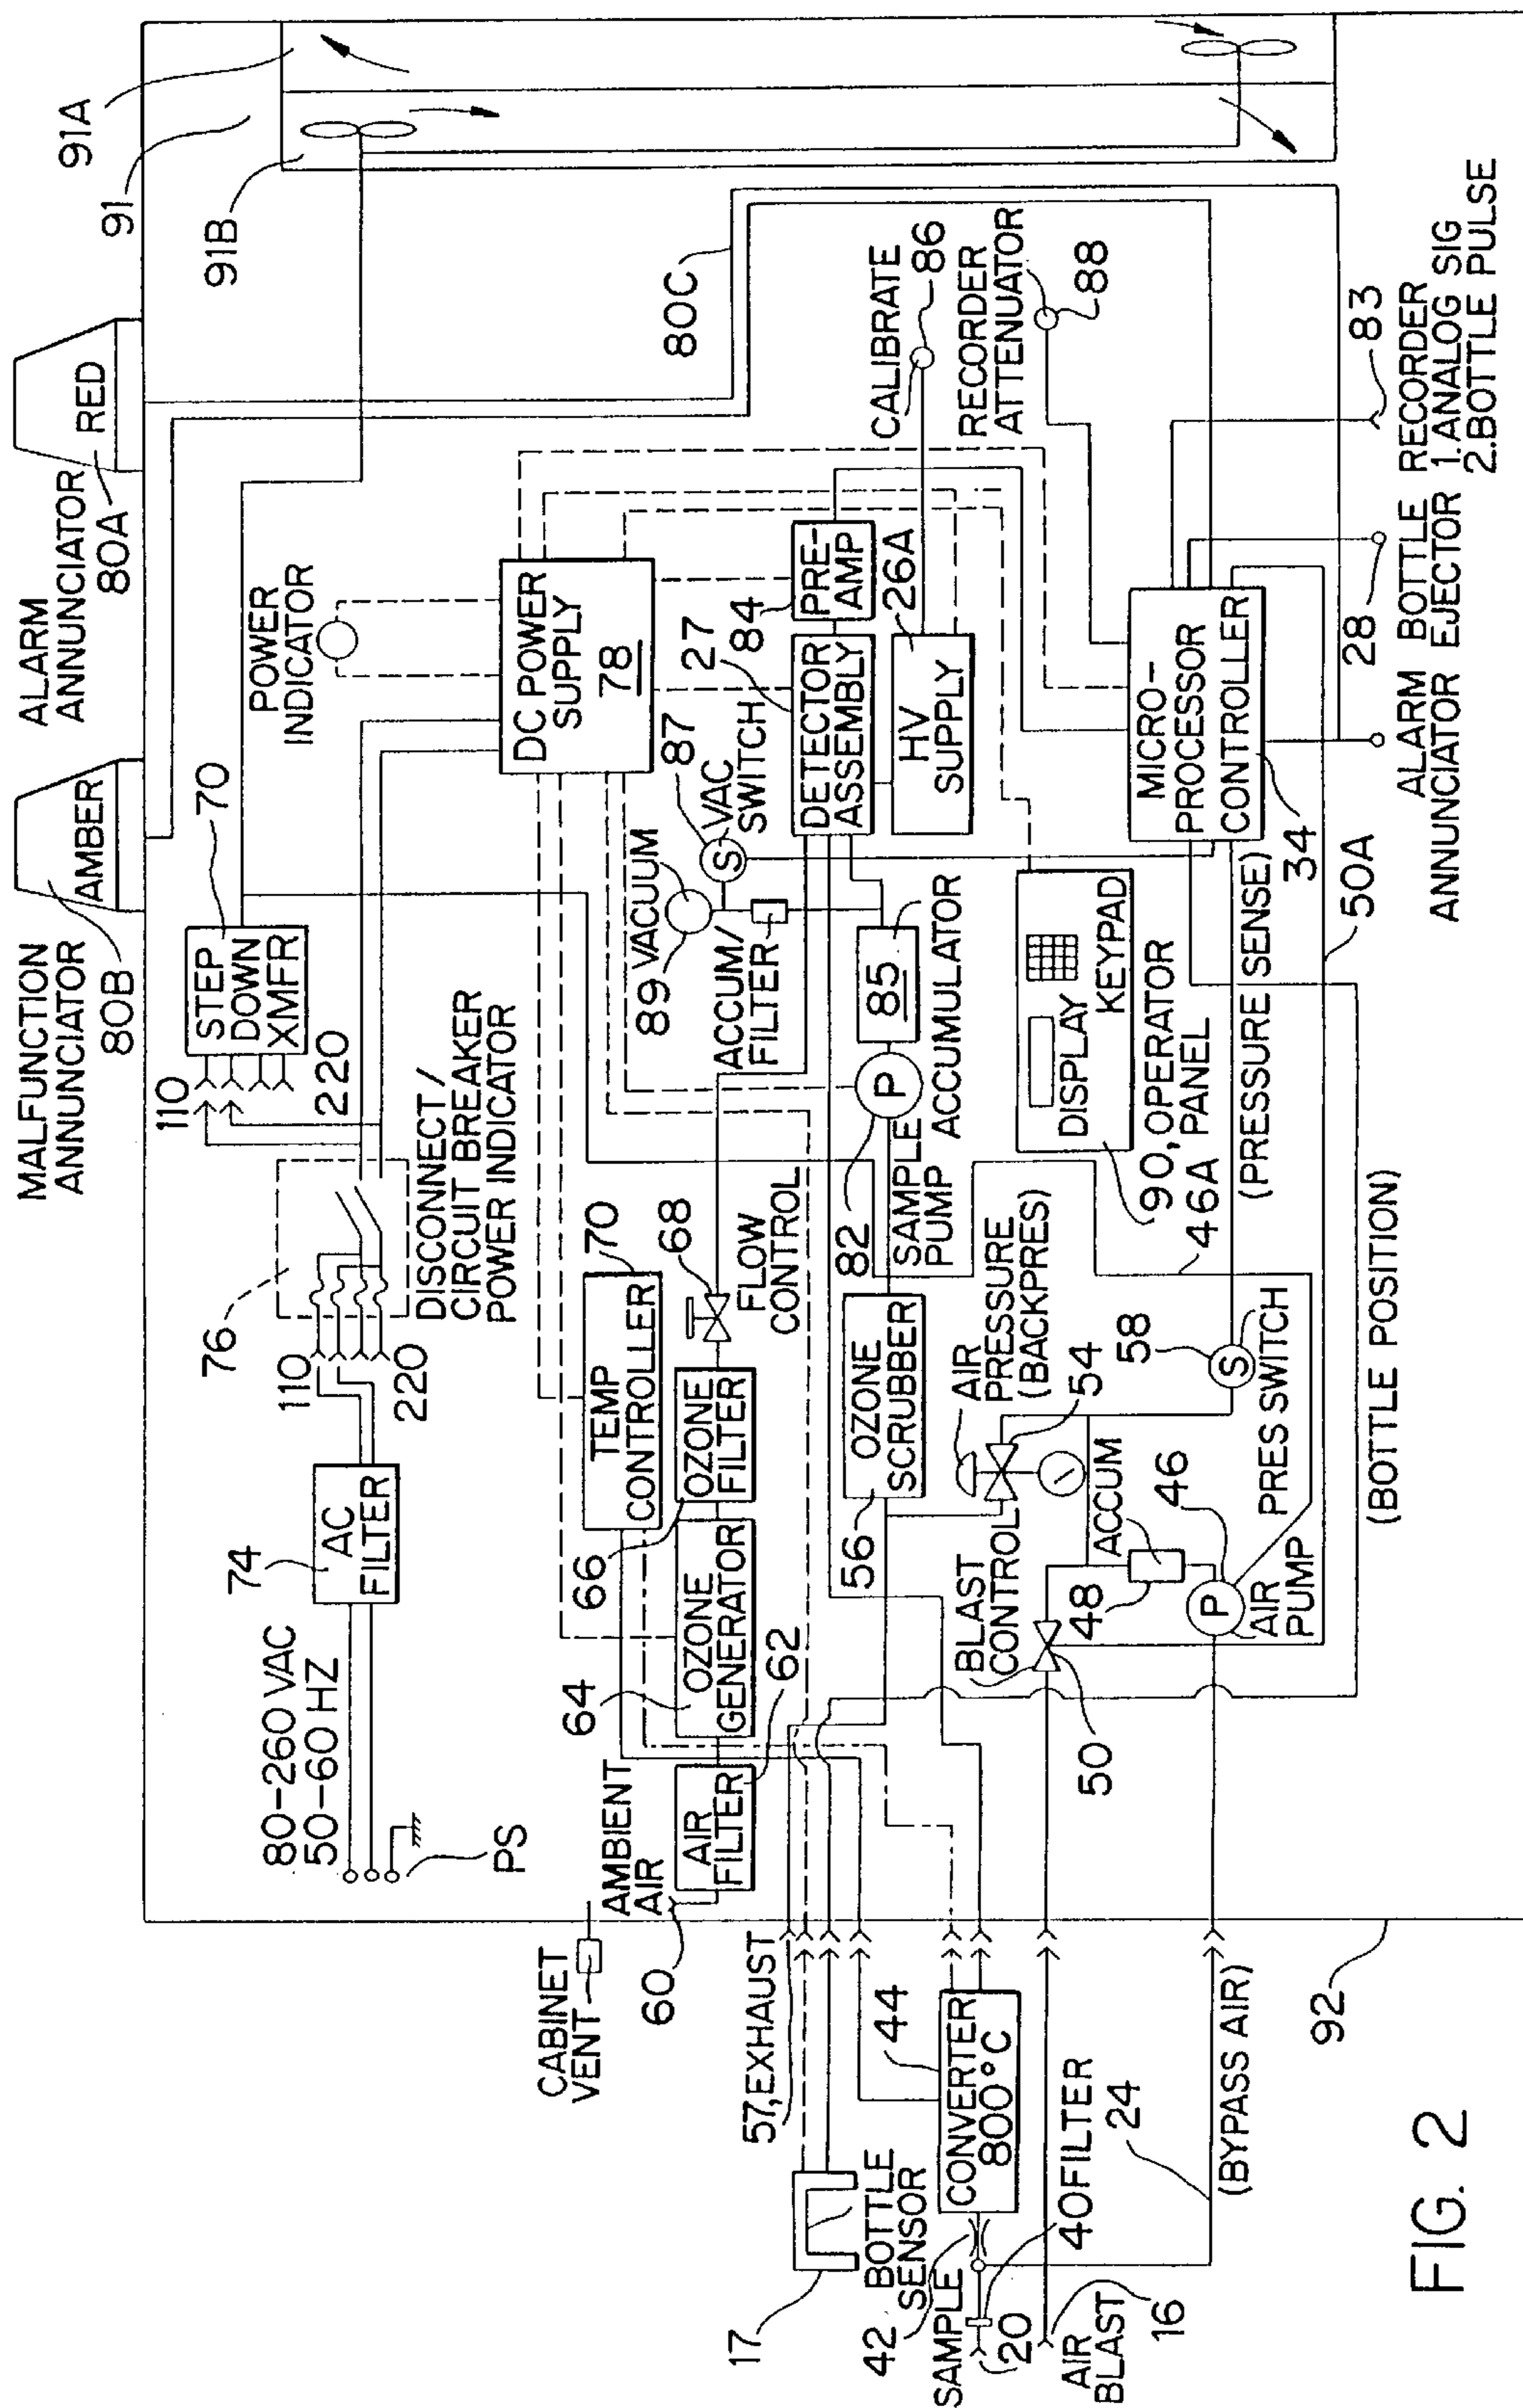 MALFUNCTION
ANNUNCIATOR
80B
AMBER
ALARM
ANNUNCIATOR
80A
RED
91
91A
91B
80-260 VAC
50-60 HZ
PS
74
AC
FILTER
110
220
76
DISCONNECT/
CIRCUIT BREAKER
POWER INDICATOR
110
220
STEP
DOWN
XMFR
70
POWER
INDICATOR
DC POWER
SUPPLY
78
80C
CABINET
VENT
AMBIENT
AIR
60
AIR
FILTER
62
64
OZONE
GENERATOR
66
OZONE FILTER
TEMP
CONTROLLER
70
68
FLOW
CONTROL
89
VACUUM
87
VAC
SWITCH
S
ACCUM/
FILTER
27
DETECTOR
ASSEMBLY
84
PRE-
AMP
26A
HV
SUPPLY
CALIBRATE
86
RECORDER
ATTENUATOR
88
57, EXHAUST
56
OZONE
SCRUBBER
82
SAMPLE
PUMP
P
85
ACCUMULATOR
17
BOTTLE
SENSOR
44
CONVERTER
800°C
42
SAMPLE
20
40 FILTER
AIR
BLAST
16
24
(BYPASS AIR)
92
BLAST
CONTROL
50
AIR
PRESSURE
(BACKPRES)
54
ACCUM
48
46
P
AIR
PUMP
58
S
PRES SWITCH
46A
DISPLAY
KEYPAD
90, OPERATOR
PANEL
(PRESSURE SENSE)
MICRO-
PROCESSOR
CONTROLLER
34
50A
(BOTTLE POSITION)
28
83
ALARM
ANNUNCIATOR
BOTTLE
EJECTOR
RECORDER
1.ANALOG SIG
2.BOTTLE PULSE
FIG. 2